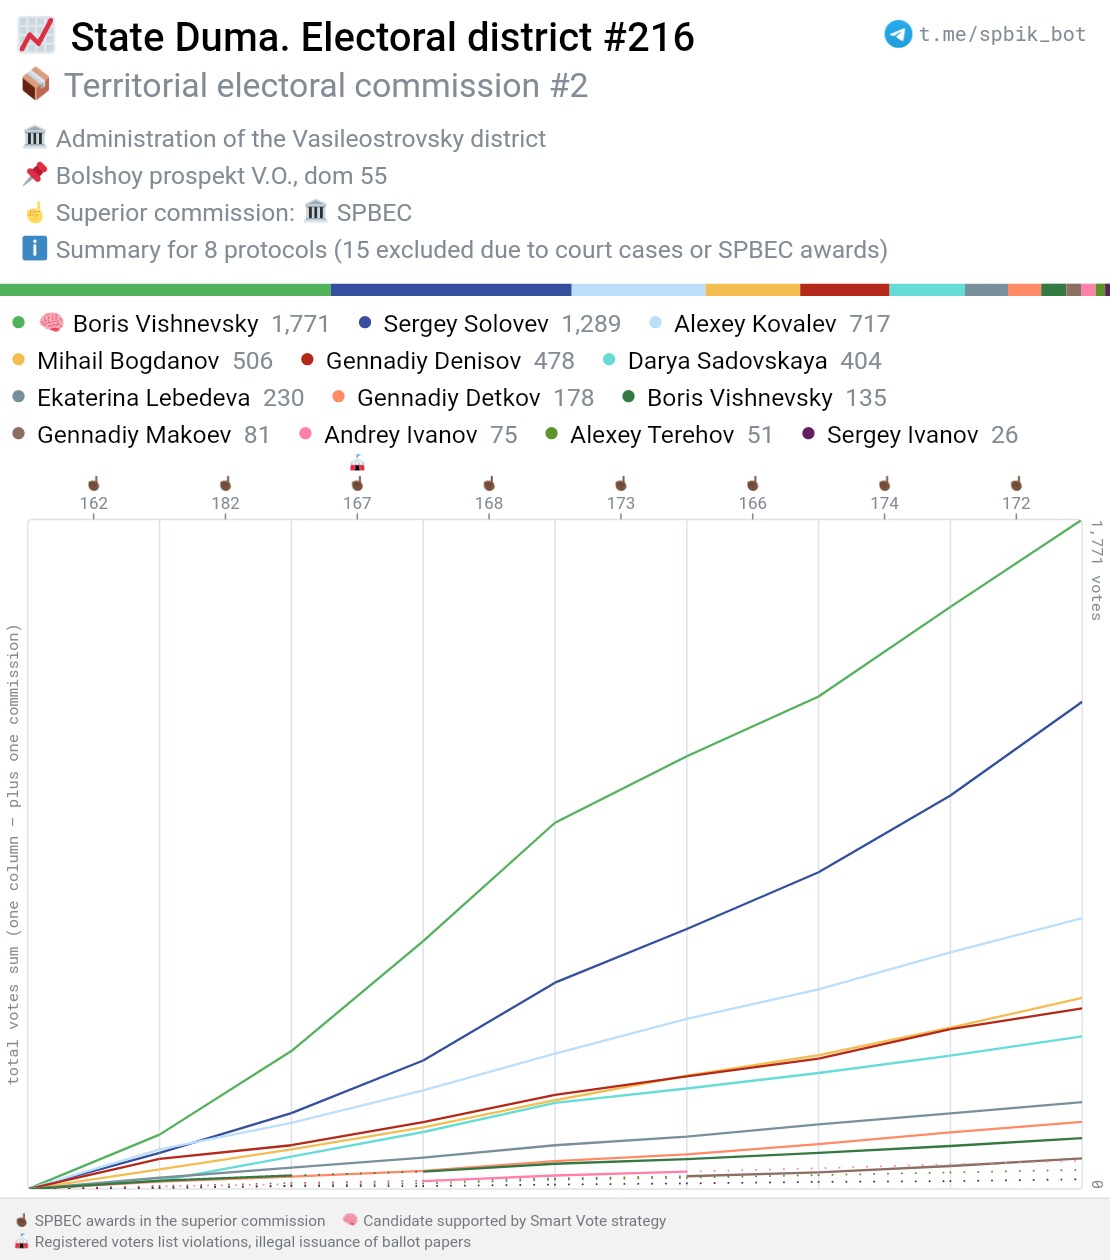 State Duma. Electoral district #216
t.me/spbik_bot
Territorial electoral commission #2
Administration of the Vasileostrovsky district
Bolshoy prospekt V.O., dom 55
Superior commission: SPBEC
Summary for 8 protocols (15 excluded due to court cases or SPBEC awards)
Boris Vishnevsky 1,771 Sergey Solovev 1,289 Alexey Kovalev 717
Mihail Bogdanov 506 Gennadiy Denisov 478 Darya Sadovskaya 404
Ekaterina Lebedeva 230 Gennadiy Detkov 178 Boris Vishnevsky 135
Gennadiy Makoev 81 Andrey Ivanov 75 Alexey Terehov 51 Sergey Ivanov 26
162 182 167 168 173 166 174 172
1,771 votes
total votes sum (one column – plus one commission)
0
SPBEC awards in the superior commission Candidate supported by Smart Vote strategy
Registered voters list violations, illegal issuance of ballot papers